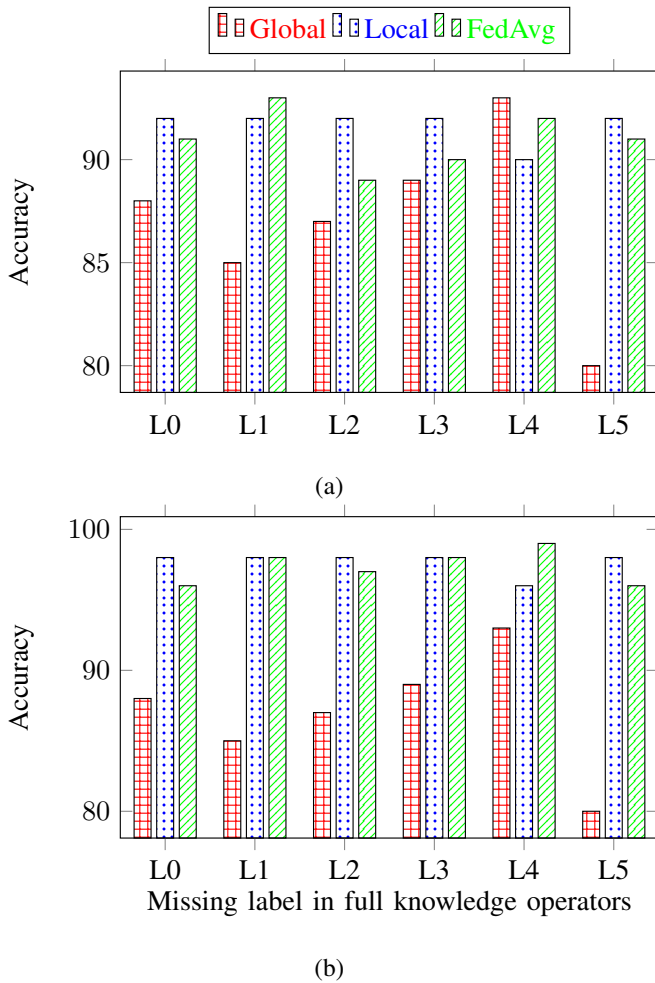 Global Local FedAvg
90
85
80
Accuracy
L0 L1 L2 L3 L4 L5
(a)
100
90
80
Accuracy
L0 L1 L2 L3 L4 L5
Missing label in full knowledge operators
(b)